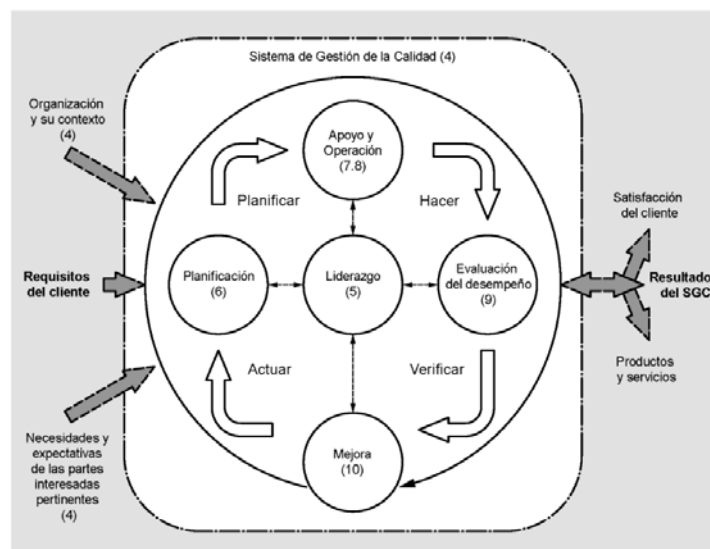 Sistema de Gestión de la Calidad (4)
Organización
y su contexto
(4)
Apoyo y
Operación
(7.8)
Planificar
Hacer
Satisfacción
del cliente
Requisitos
del cliente
Planificación
(6)
Liderazgo
(5)
Evaluación
del desempeño
(9)
Resultado
del SGC
Actuar
Verificar
Productos
y servicios
Necesidades y
expectativas
de las partes
interesadas
pertinentes
(4)
Mejora
(10)